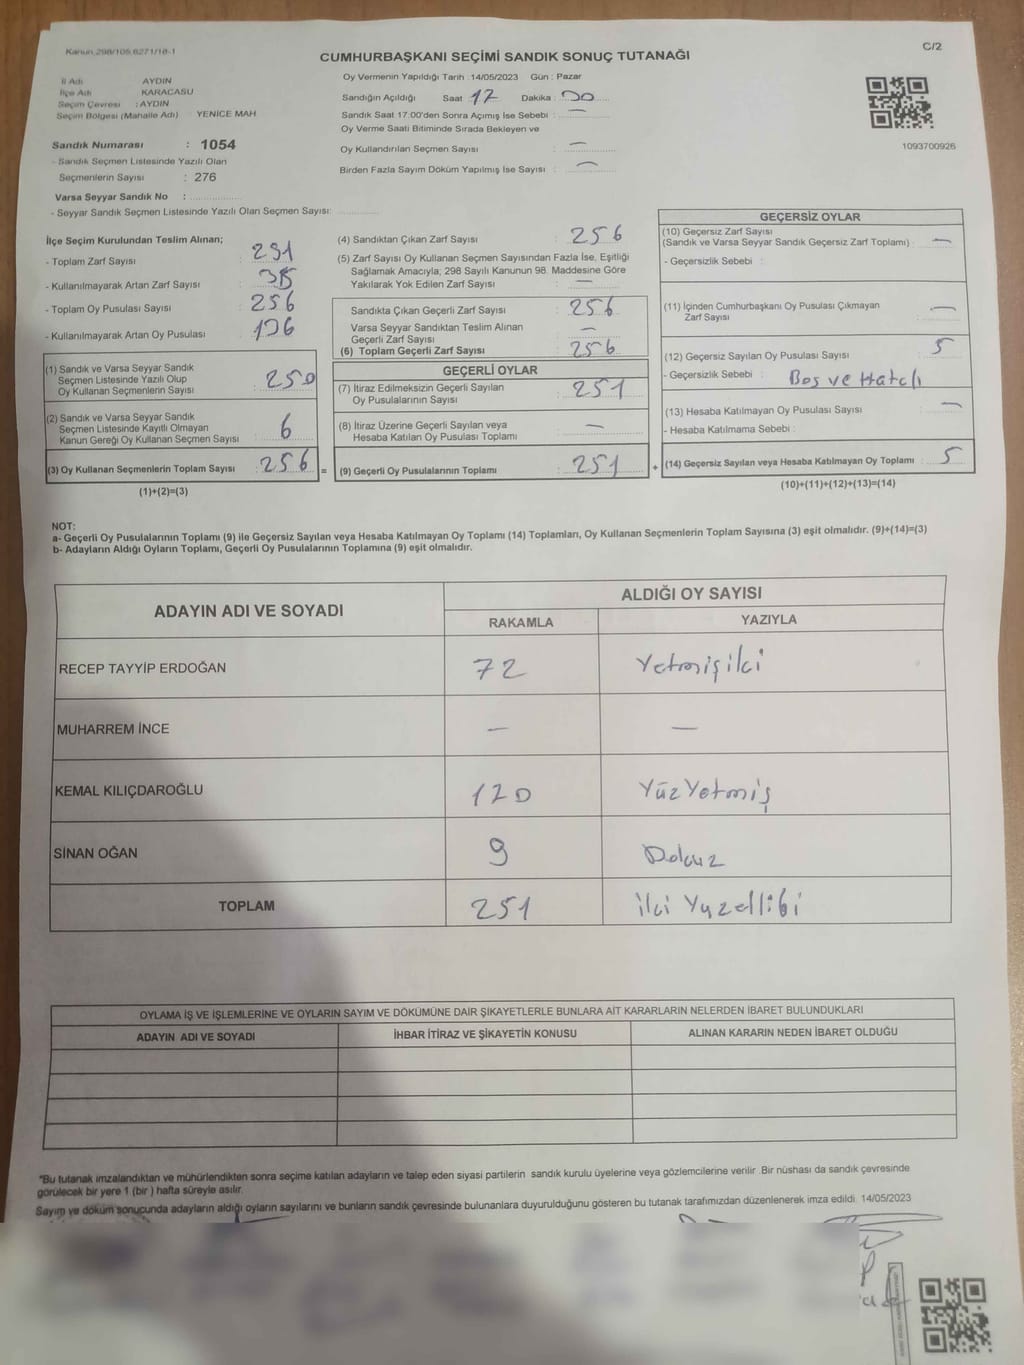 Kanun 298/105,6271/18-1
C/2
CUMHURBAŞKANI SEÇİMİ SANDIK SONUÇ TUTANAĞI
İl Adı AYDIN
İlçe Adı KARACASU
Seçim Çevresi : AYDIN
Seçim Bölgesi (Mahalle Adı) : YENİCE MAH
Oy Vermenin Yapıldığı Tarih : 14/05/2023 Gün : Pazar
Sandığın Açıldığı Saat 17 Dakika : 00
Sandık Saat 17.00'den Sonra Açımış İse Sebebi : —
Oy Verme Saati Bitiminde Sırada Bekleyen ve
Oy Kullandırılan Seçmen Sayısı : —
Birden Fazla Sayım Döküm Yapılmış İse Sayısı : —
1093700926
Sandık Numarası : 1054
- Sandık Seçmen Listesinde Yazılı Olan
Seçmenlerin Sayısı : 276
Varsa Seyyar Sandık No :
- Seyyar Sandık Seçmen Listesinde Yazılı Olan Seçmen Sayısı:
İlçe Seçim Kurulundan Teslim Alınan;
- Toplam Zarf Sayısı : 291
- Kullanılmayarak Artan Zarf Sayısı : 35
- Toplam Oy Pusulası Sayısı : 256
- Kullanılmayarak Artan Oy Pusulası :
(1) Sandık ve Varsa Seyyar Sandık
Seçmen Listesinde Yazılı Olup
Oy Kullanan Seçmenlerin Sayısı : 250
(2) Sandık ve Varsa Seyyar Sandık
Seçmen Listesinde Kayıtlı Olmayan
Kanun Gereği Oy Kullanan Seçmen Sayısı : 6
(3) Oy Kullanan Seçmenlerin Toplam Sayısı : 256 =
(1)+(2)=(3)
(4) Sandıktan Çıkan Zarf Sayısı : 256
(5) Zarf Sayısı Oy Kullanan Seçmen Sayısından Fazla İse, Eşitliği
Sağlamak Amacıyla; 298 Sayılı Kanunun 98. Maddesine Göre
Yakılarak Yok Edilen Zarf Sayısı : —
Sandıkta Çıkan Geçerli Zarf Sayısı : 256
Varsa Seyyar Sandıktan Teslim Alınan
Geçerli Zarf Sayısı : —
(6) Toplam Geçerli Zarf Sayısı : 256
GEÇERLİ OYLAR
(7) İtiraz Edilmeksizin Geçerli Sayılan
Oy Pusulalarının Sayısı : 251
(8) İtiraz Üzerine Geçerli Sayılan veya
Hesaba Katılan Oy Pusulası Toplamı : —
(9) Geçerli Oy Pusulalarının Toplamı : 251 +
GEÇERSİZ OYLAR
(10) Geçersiz Zarf Sayısı
(Sandık ve Varsa Seyyar Sandık Geçersiz Zarf Toplamı) : —
- Geçersizlik Sebebi :
(11) İçinden Cumhurbaşkanı Oy Pusulası Çıkmayan
Zarf Sayısı : —
(12) Geçersiz Sayılan Oy Pusulası Sayısı : 5
- Geçersizlik Sebebi : Boş ve Hatalı
(13) Hesaba Katılmayan Oy Pusulası Sayısı : —
- Hesaba Katılmama Sebebi :
(14) Geçersiz Sayılan veya Hesaba Katılmayan Oy Toplamı : 5
(10)+(11)+(12)+(13)=(14)
NOT:
a- Geçerli Oy Pusulalarının Toplamı (9) ile Geçersiz Sayılan veya Hesaba Katılmayan Oy Toplamı (14) Toplamları, Oy Kullanan Seçmenlerin Toplam Sayısına (3) eşit olmalıdır. (9)+(14)=(3)
b- Adayların Aldığı Oyların Toplamı, Geçerli Oy Pusulalarının Toplamına (9) eşit olmalıdır.
ADAYIN ADI VE SOYADI ALDIĞI OY SAYISI
RAKAMLA YAZIYLA
RECEP TAYYİP ERDOĞAN 72 Yetmişiki
MUHARREM İNCE — —
KEMAL KILIÇDAROĞLU 170 YüzYetmiş
SİNAN OĞAN 9 Dokuz
TOPLAM 251 iki Yuzellibi
OYLAMA İŞ VE İŞLEMLERİNE VE OYLARIN SAYIM VE DÖKÜMÜNE DAİR ŞİKAYETLERLE BUNLARA AİT KARARLARIN NELERDEN İBARET BULUNDUKLARI
ADAYIN ADI VE SOYADI İHBAR İTİRAZ VE ŞİKAYETİN KONUSU ALINAN KARARIN NEDEN İBARET OLDUĞU
*Bu tutanak imzalandıktan ve mühürlendikten sonra seçime katılan adayların ve talep eden siyasi partilerin sandık kurulu üyelerine veya gözlemcilerine verilir. Bir nüshası da sandık çevresinde
görülecek bir yere 1 (bir ) hafta süreyle asılır.
Sayım ve döküm sonucunda adayların aldığı oyların sayılarını ve bunların sandık çevresinde bulunanlara duyurulduğunu gösteren bu tutanak tarafımızdan düzenlenerek imza edildi. 14/05/2023